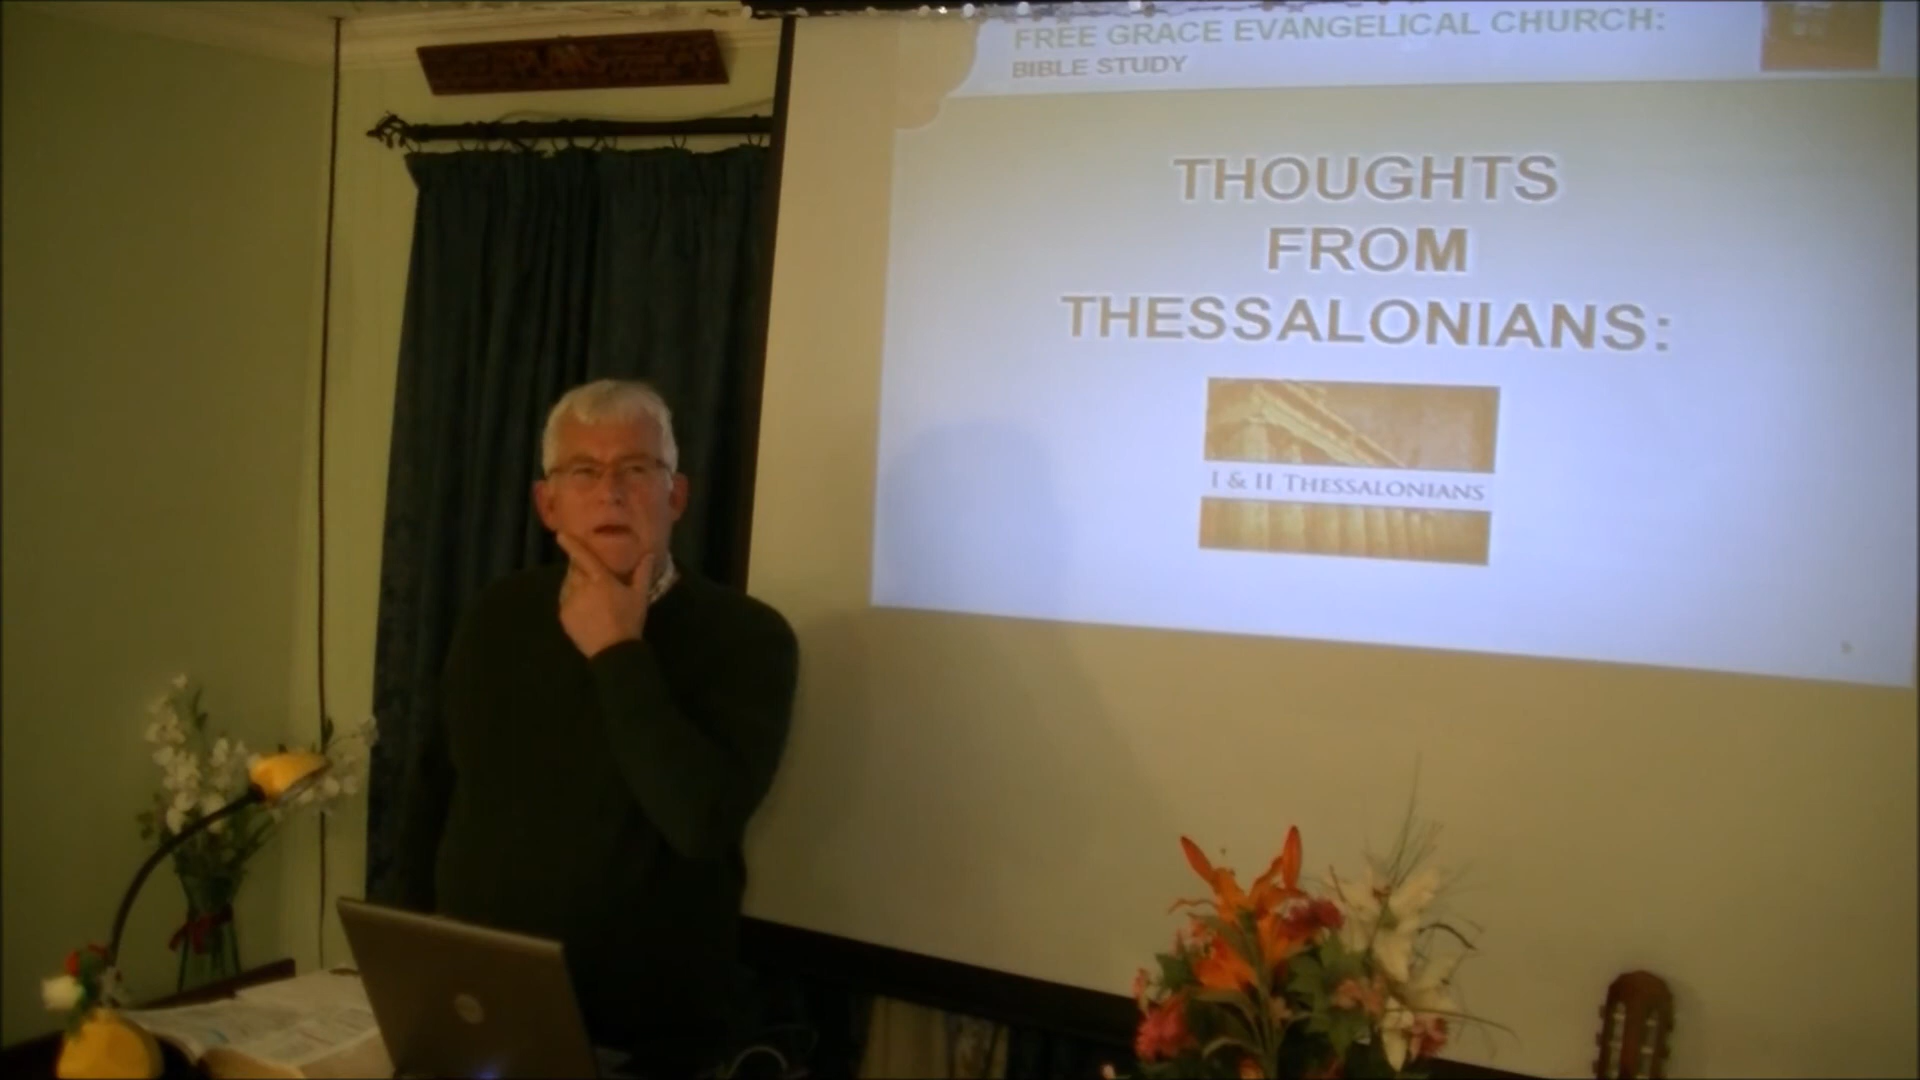 FREE GRACE EVANGELICAL CHURCH:
BIBLE STUDY
THOUGHTS
FROM
THESSALONIANS:
I & II THESSALONIANS